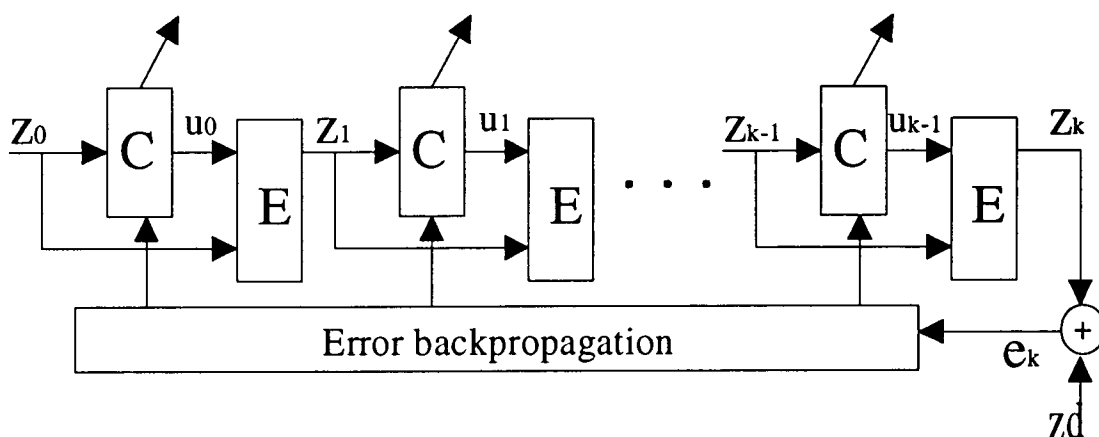 z0 C u0 E z1 C u1 E . . . zk-1 C uk-1 E zk
Error backpropagation
ek
+
zd